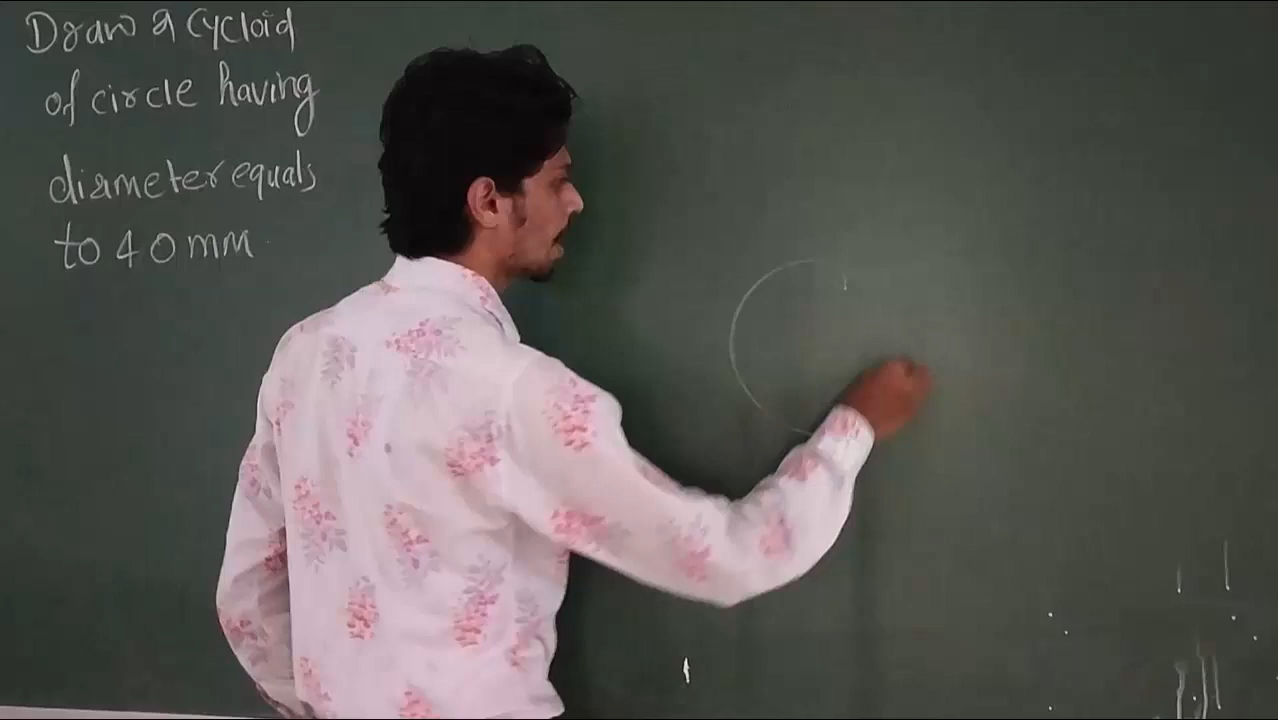 Draw a Cycloid
of circle having
diameter equals
to 40 mm